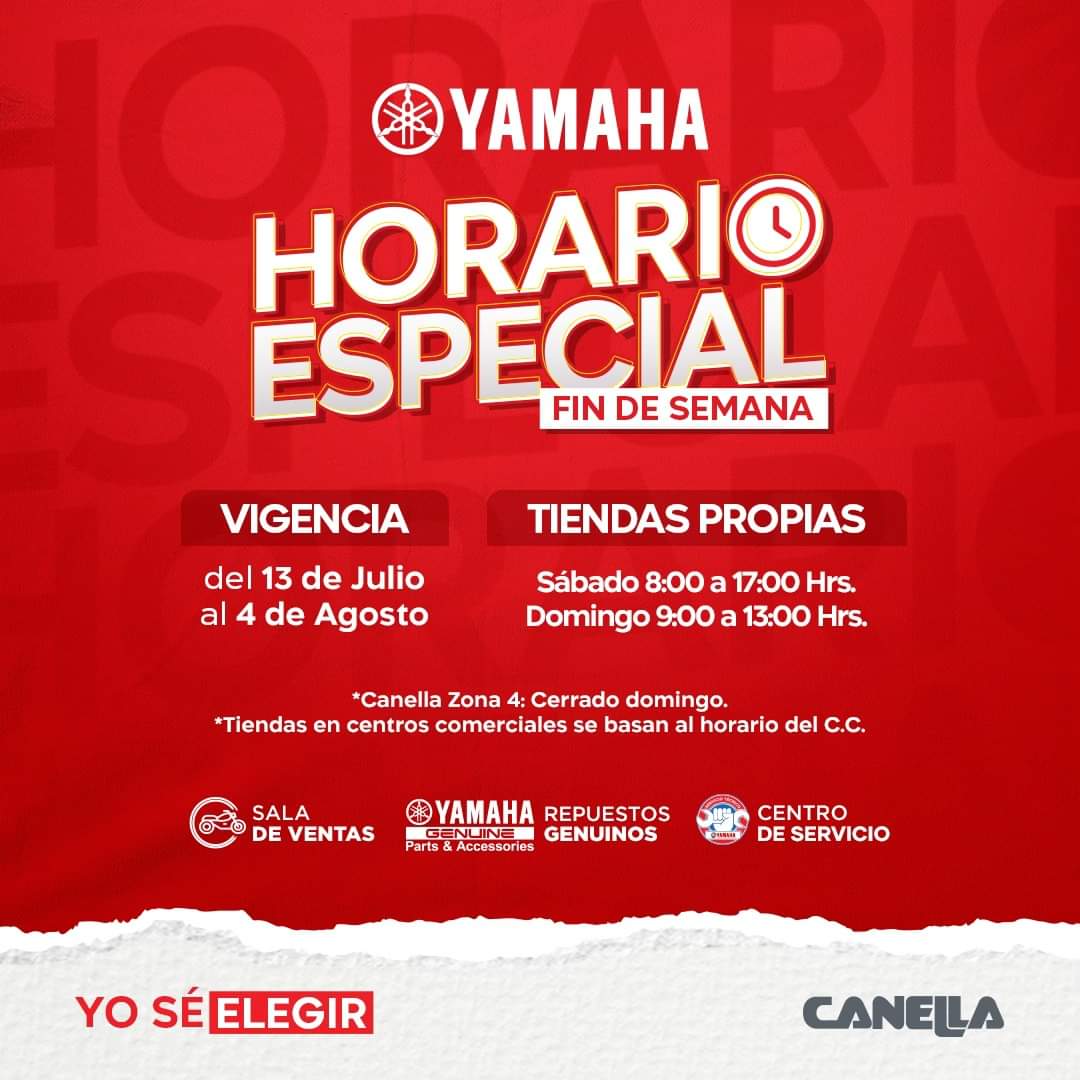 YAMAHA
HORARIO
ESPECIAL
FIN DE SEMANA
VIGENCIA
del 13 de Julio
al 4 de Agosto
TIENDAS PROPIAS
Sábado 8:00 a 17:00 Hrs.
Domingo 9:00 a 13:00 Hrs.
*Canella Zona 4: Cerrado domingo.
*Tiendas en centros comerciales se basan al horario del C.C.
SALA
DE VENTAS
YAMAHA
GENUINE
Parts & Accessories
REPUESTOS
GENUINOS
YAMAHA
CENTRO
DE SERVICIO
YO SÉ ELEGIR
CANELLA